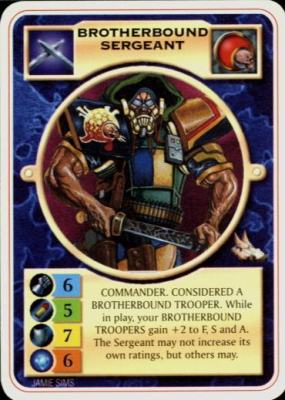 BROTHERBOUND
SERGEANT
6
5
7
6
COMMANDER. CONSIDERED A
BROTHERBOUND TROOPER. While
in play, your BROTHERBOUND
TROOPERS gain +2 to F, S and A.
The Sergeant may not increase its
own ratings, but others may.
JAMIE SIMS